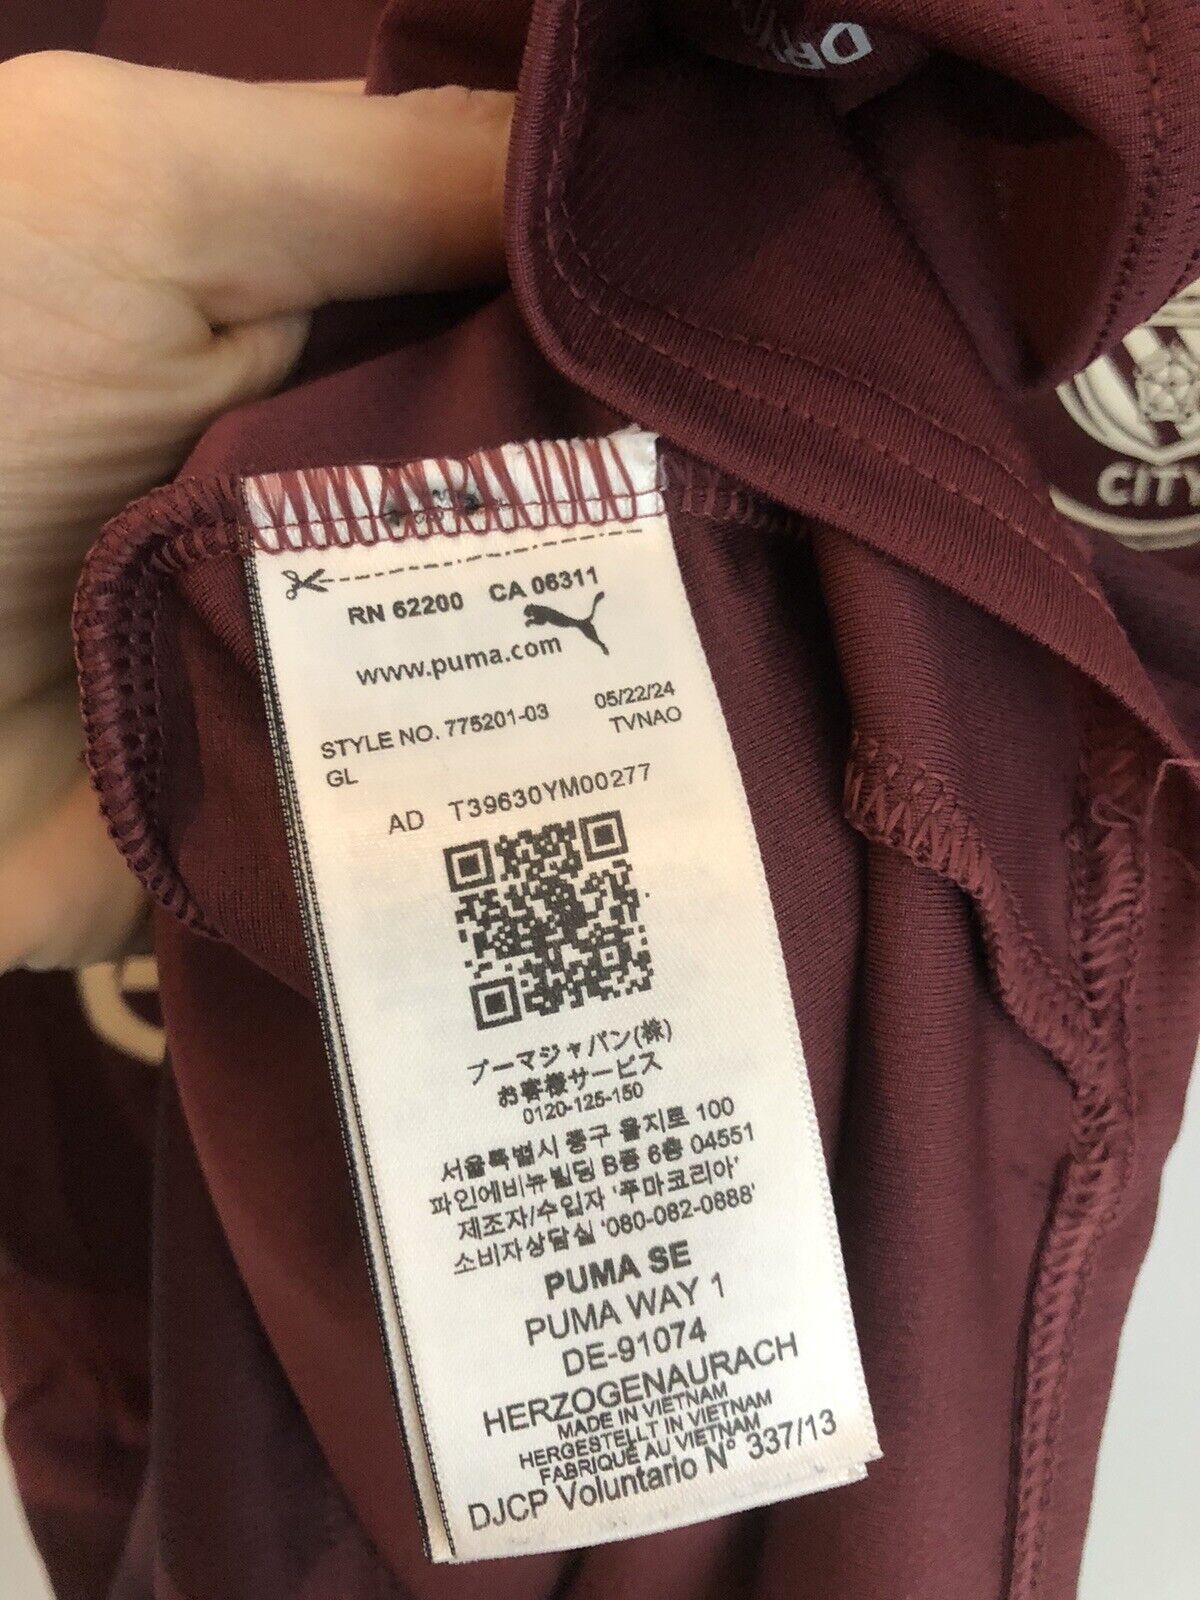 DRY
CITY
RN 62200 CA 06311
www.puma.com
STYLE NO. 775201-03 05/22/24
GL TVNAO
AD T39630YM00277
プーマジャパン(株)
お客様サービス
0120-125-150
서울특별시 중구 을지로 100
파인에비뉴빌딩 B동 6층 04551
제조자/수입자 '푸마코리아'
소비자상담실 '080-082-0888'
PUMA SE
PUMA WAY 1
DE-91074
HERZOGENAURACH
MADE IN VIETNAM
HERGESTELLT IN VIETNAM
FABRIQUÉ AU VIETNAM
DJCP Voluntario N° 337/13